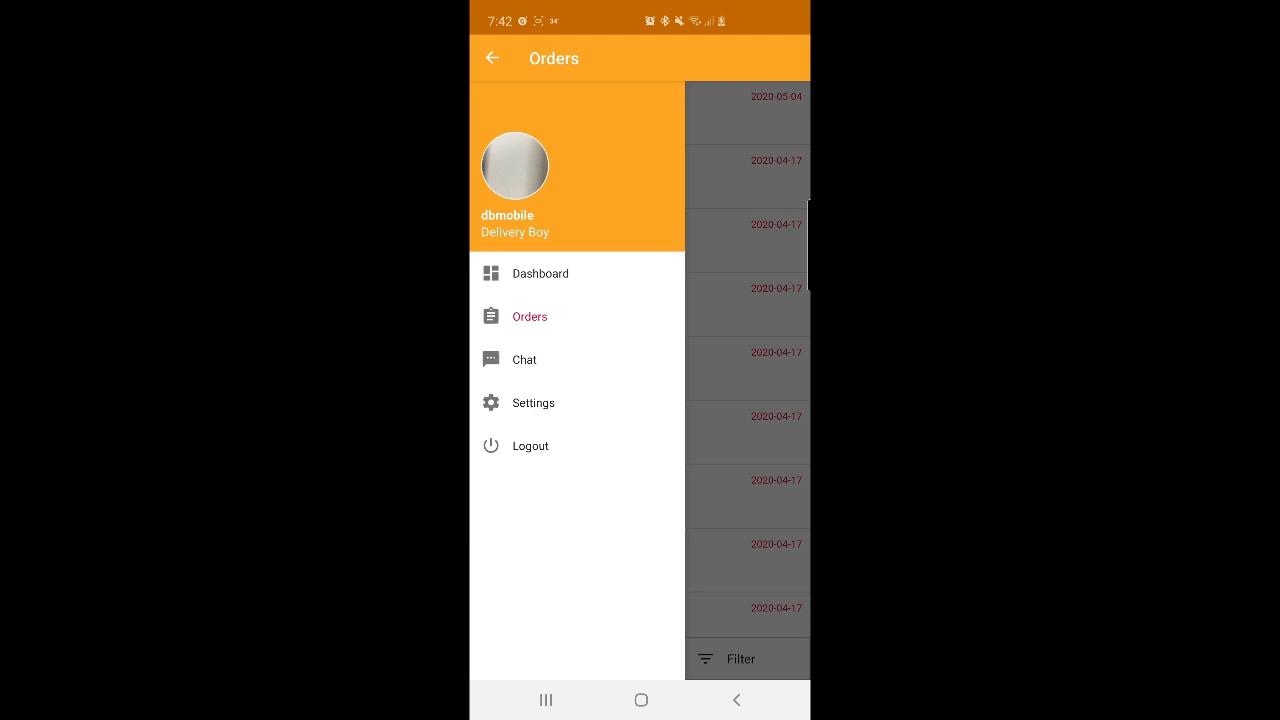 7:42 34°
Orders
2020-05-04
2020-04-17
2020-04-17
2020-04-17
2020-04-17
2020-04-17
2020-04-17
2020-04-17
2020-04-17
dbmobile
Delivery Boy
Dashboard
Orders
Chat
Settings
Logout
Filter